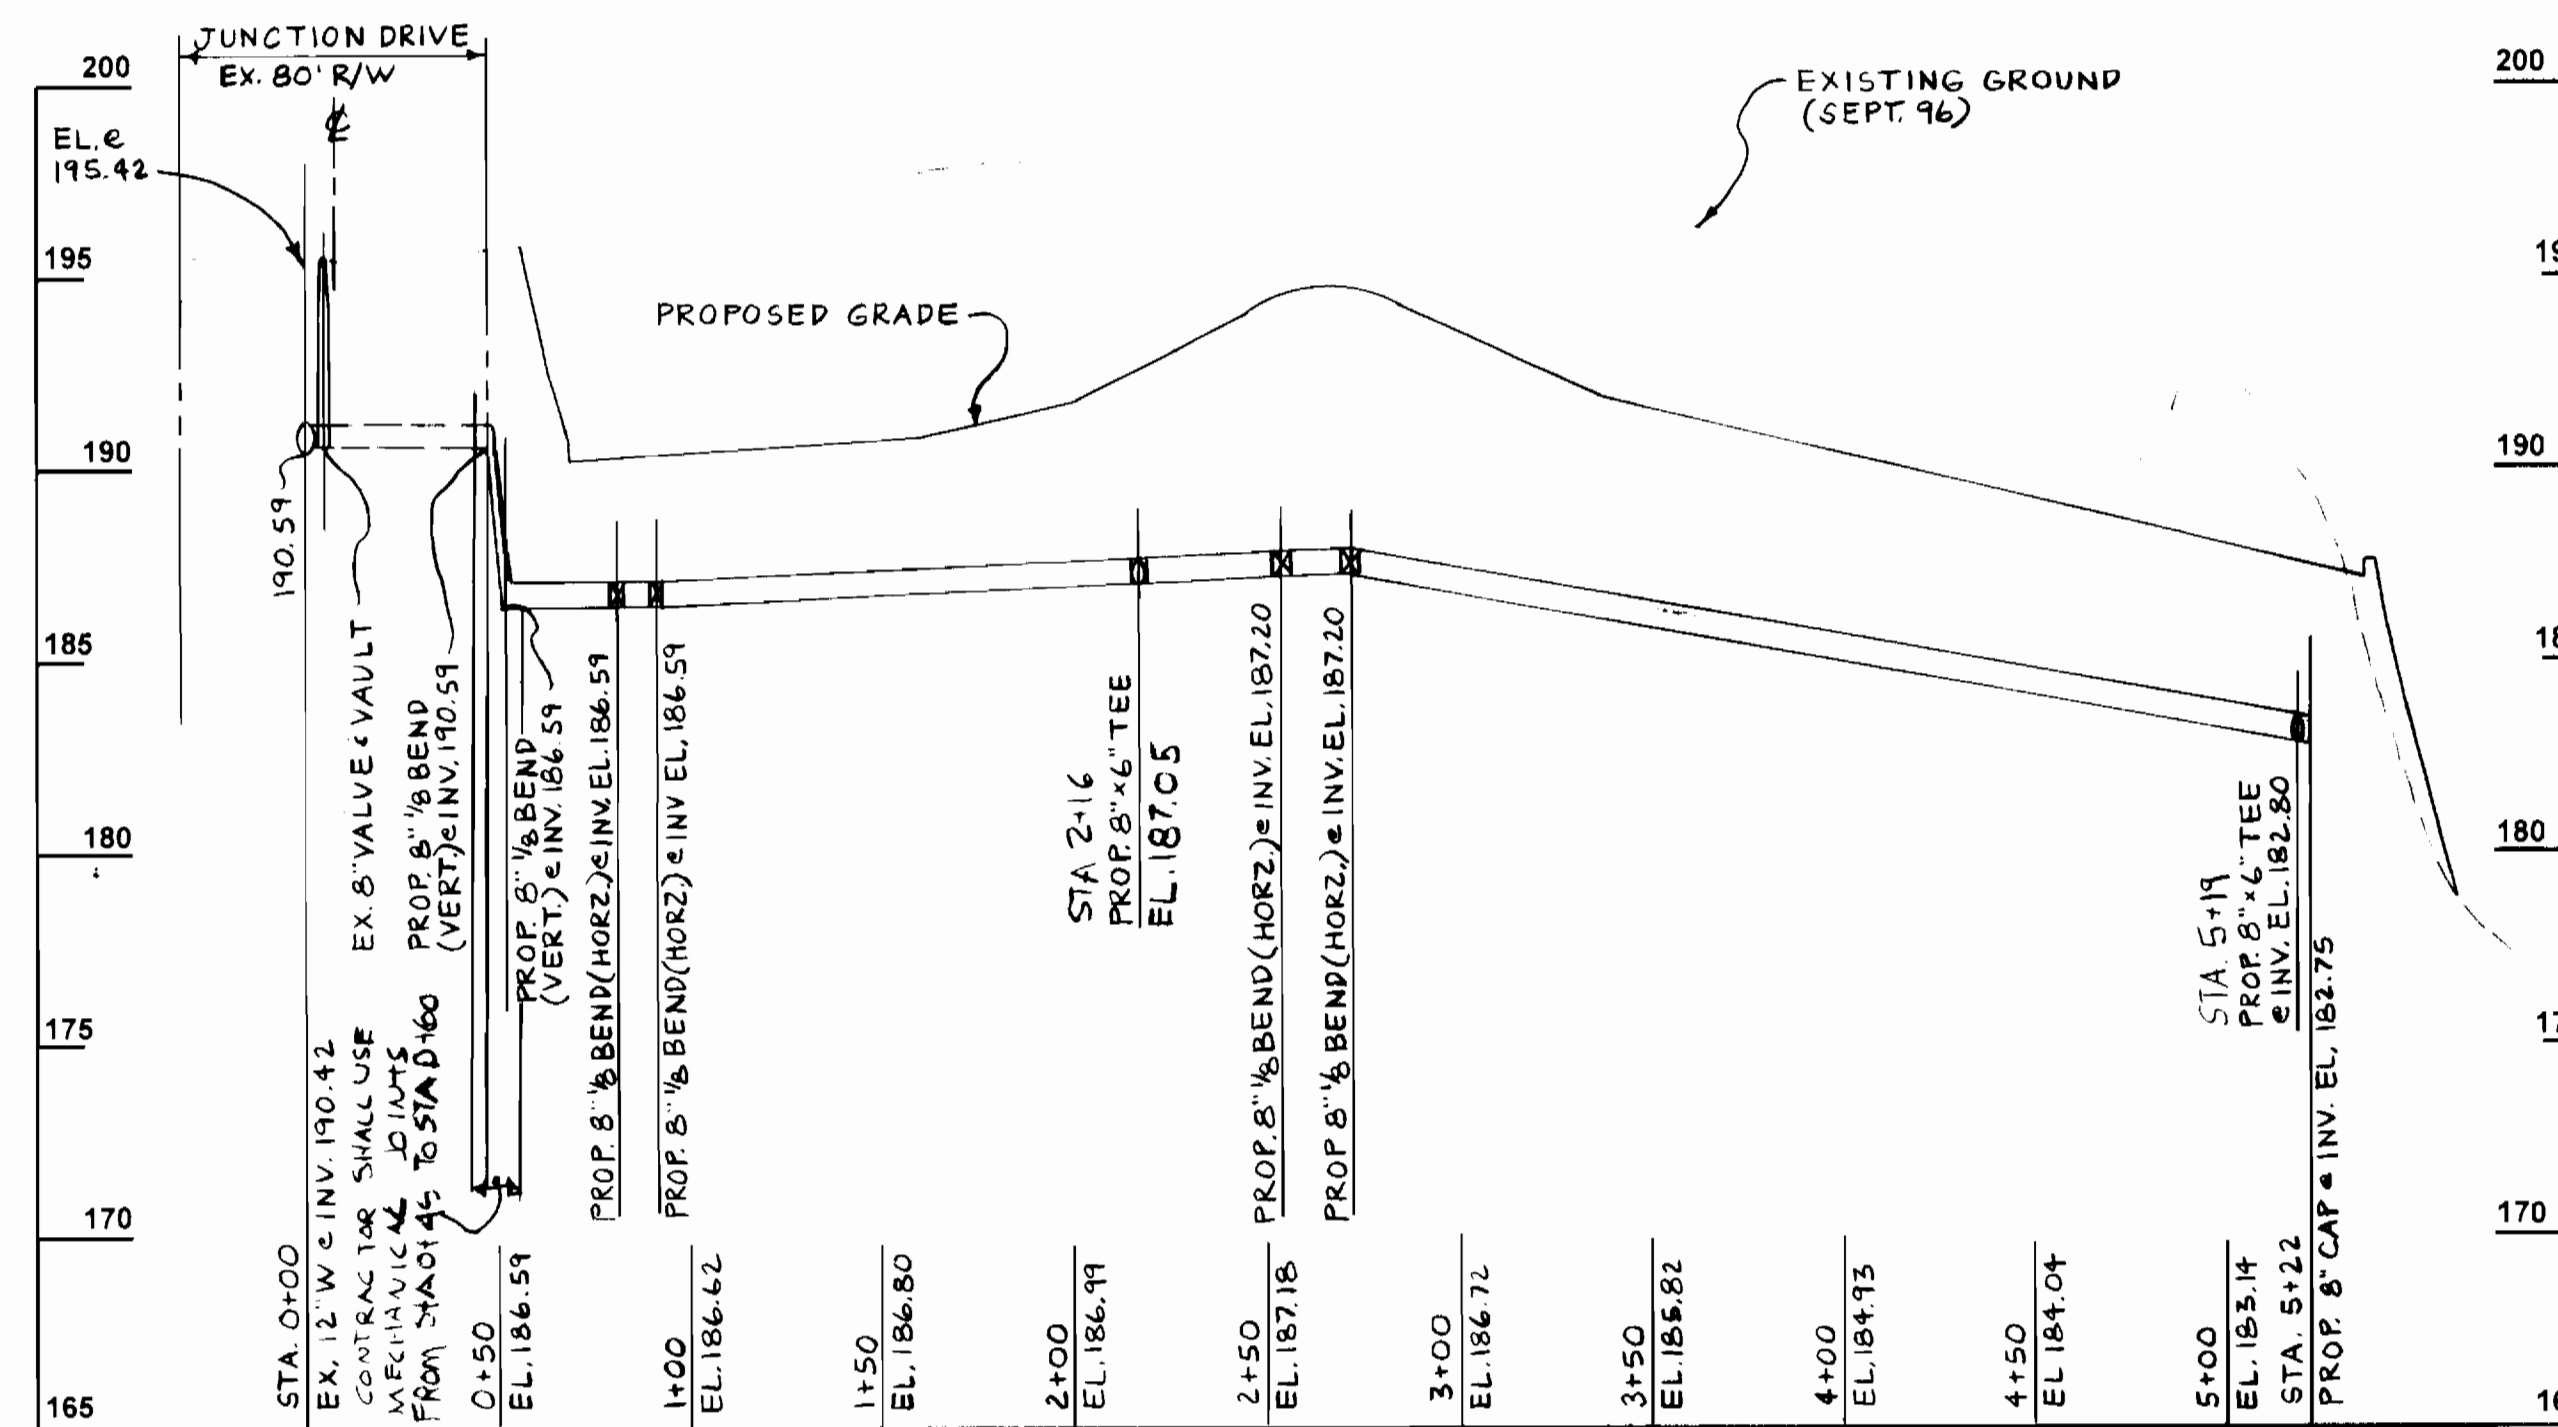 JUNCTION DRIVE
EX. 80' R/W
200
200
EXISTING GROUND
(SEPT. 96)
EL.@
195.42
195
PROPOSED GRADE
190
190
190.59
185
180
180
175
170
170
165
EX. 8" VALVE & VAULT
PROP. 8" 1/8 BEND
(VERT.)@INV. 190.59
PROP. 8" 1/8 BEND
(VERT.)@INV. 186.59
PROP. 8" 1/8 BEND(HORZ.)@INV. EL. 186.59
PROP. 8" 1/8 BEND(HORZ.)@INV EL. 186.59
STA 2+16
PROP. 8"x6" TEE
EL. 187.05
PROP. 8" 1/8 BEND(HORZ.)@INV. EL. 187.20
PROP 8" 1/8 BEND(HORZ.)@INV. EL. 187.20
STA. 5+19
PROP. 8"x6" TEE
@INV. EL. 182.80
STA. 0+00
EX. 12" W @ INV. 190.42
CONTRACTOR SHALL USE
MECHANICAL JOINTS
FROM STA 0+45 TO STA 0+60
0+50
EL. 186.59
1+00
EL. 186.62
1+50
EL. 186.80
2+00
EL. 186.99
2+50
EL. 187.18
3+00
EL. 186.72
3+50
EL. 185.82
4+00
EL. 184.93
4+50
EL 184.04
5+00
EL. 183.14
STA. 5+22
PROP. 8" CAP @ INV. EL. 182.75